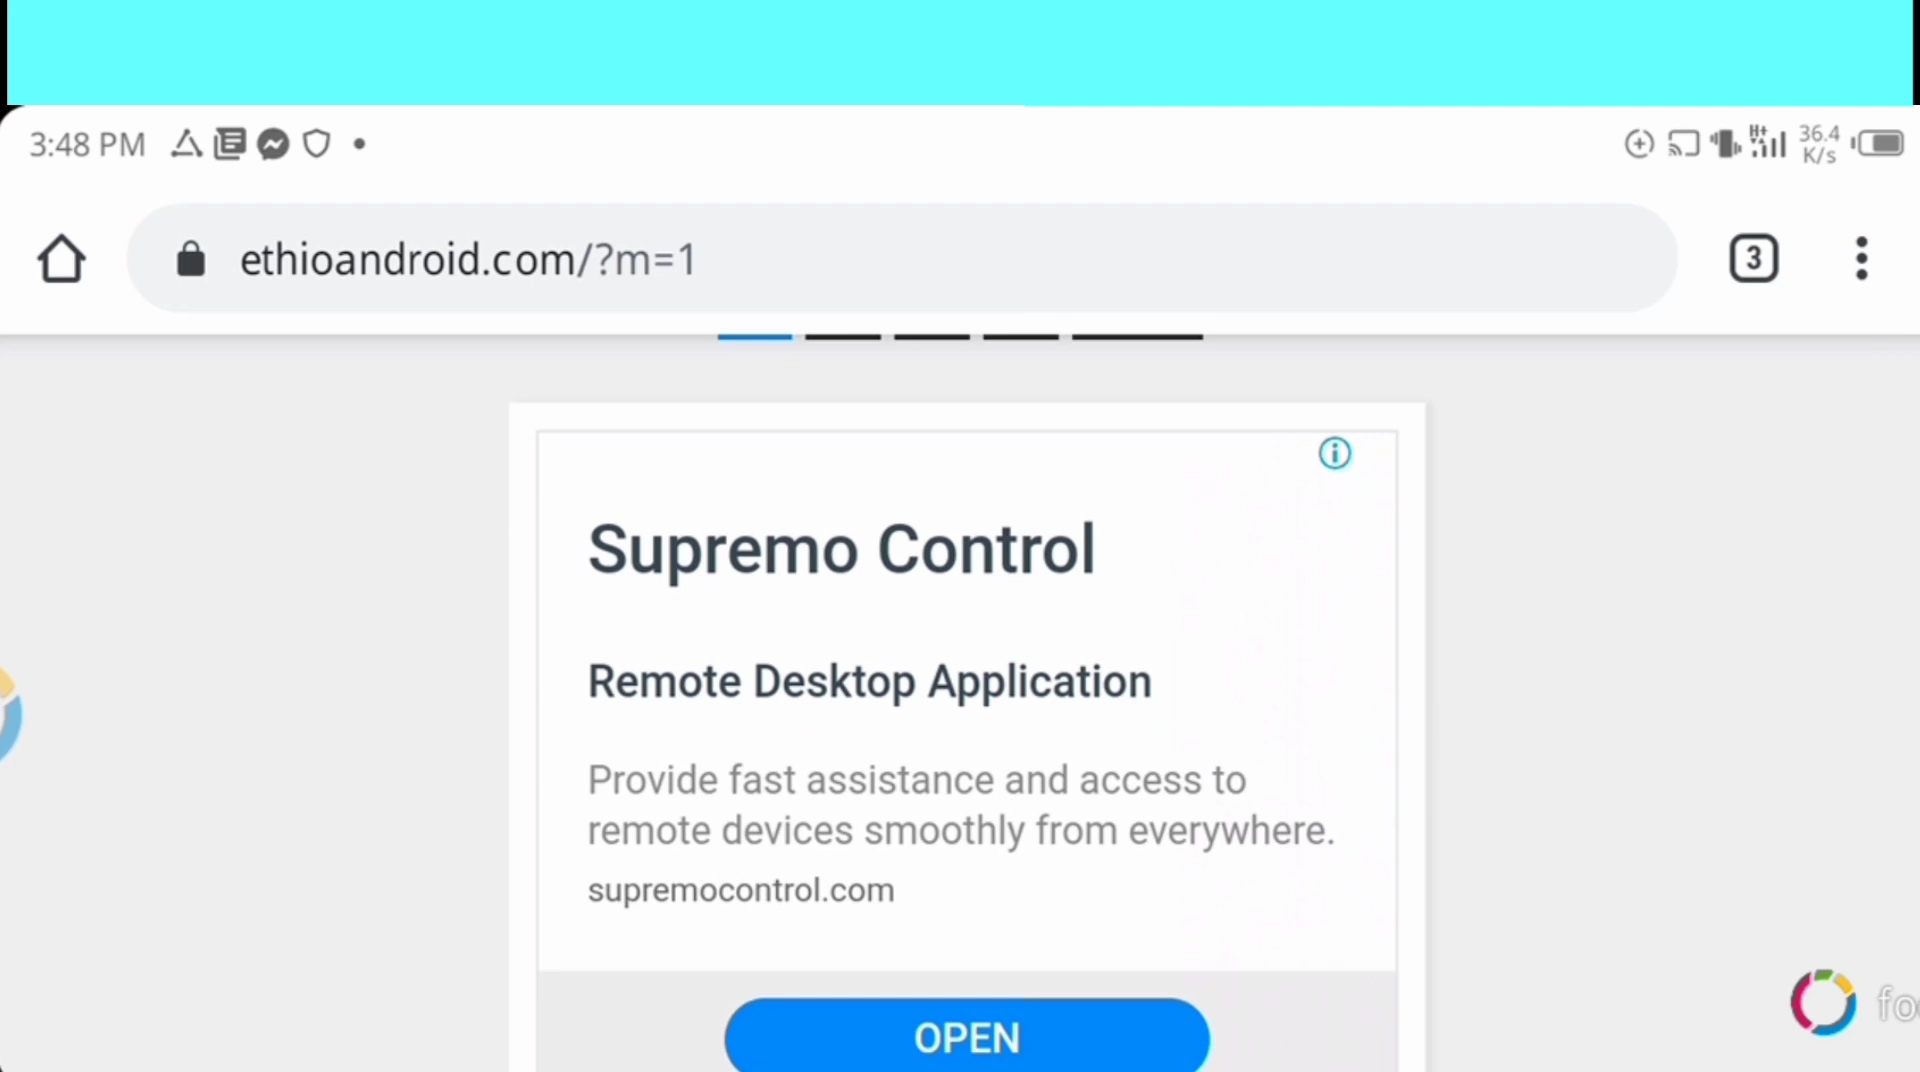 3:48 PM
H+
36.4
K/s
ethioandroid.com/?m=1
3
Supremo Control
Remote Desktop Application
Provide fast assistance and access to
remote devices smoothly from everywhere.
supremocontrol.com
OPEN